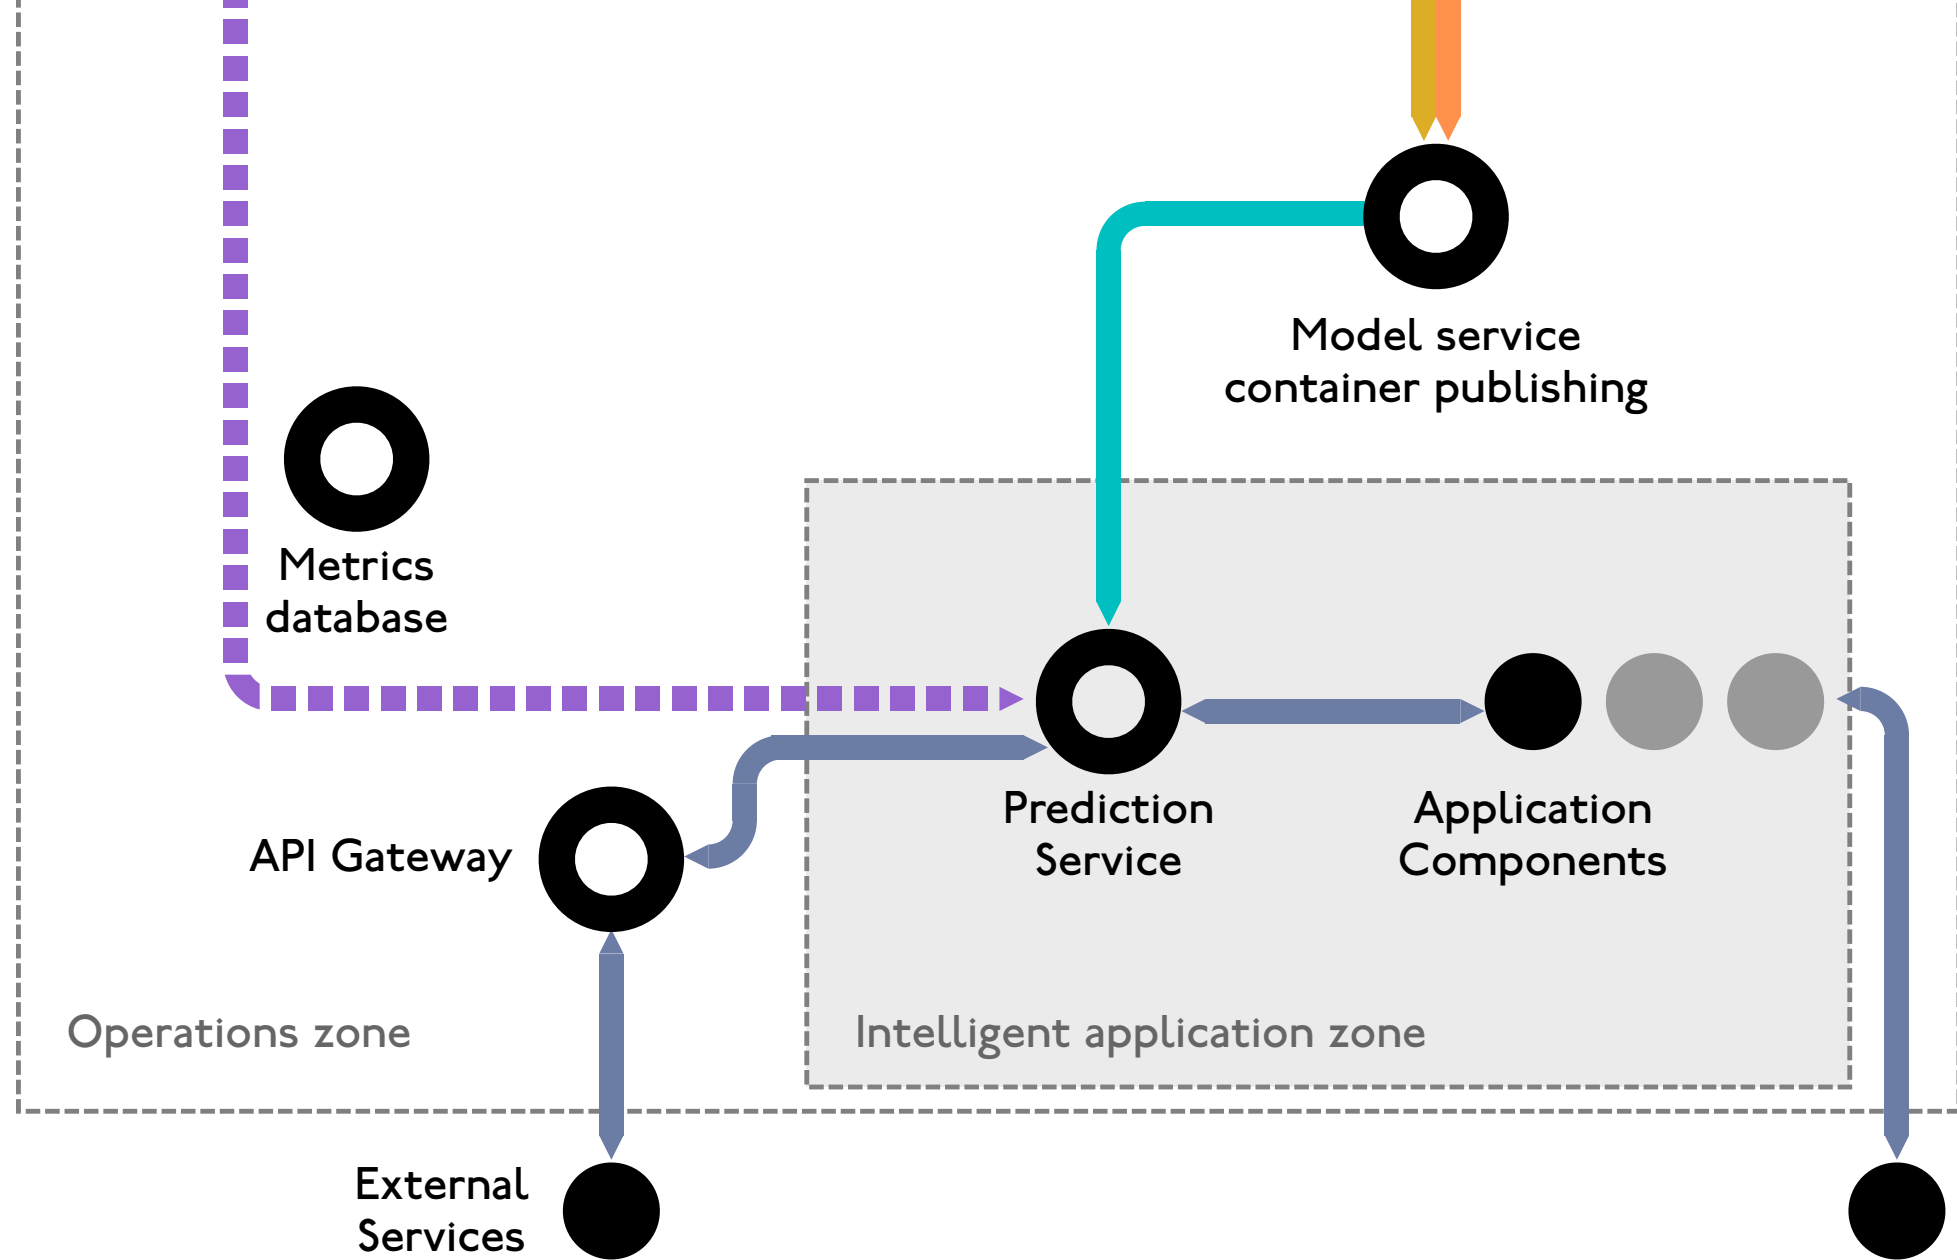 Model service
container publishing
Metrics
database
Prediction
Service
Application
Components
API Gateway
Operations zone
Intelligent application zone
External
Services